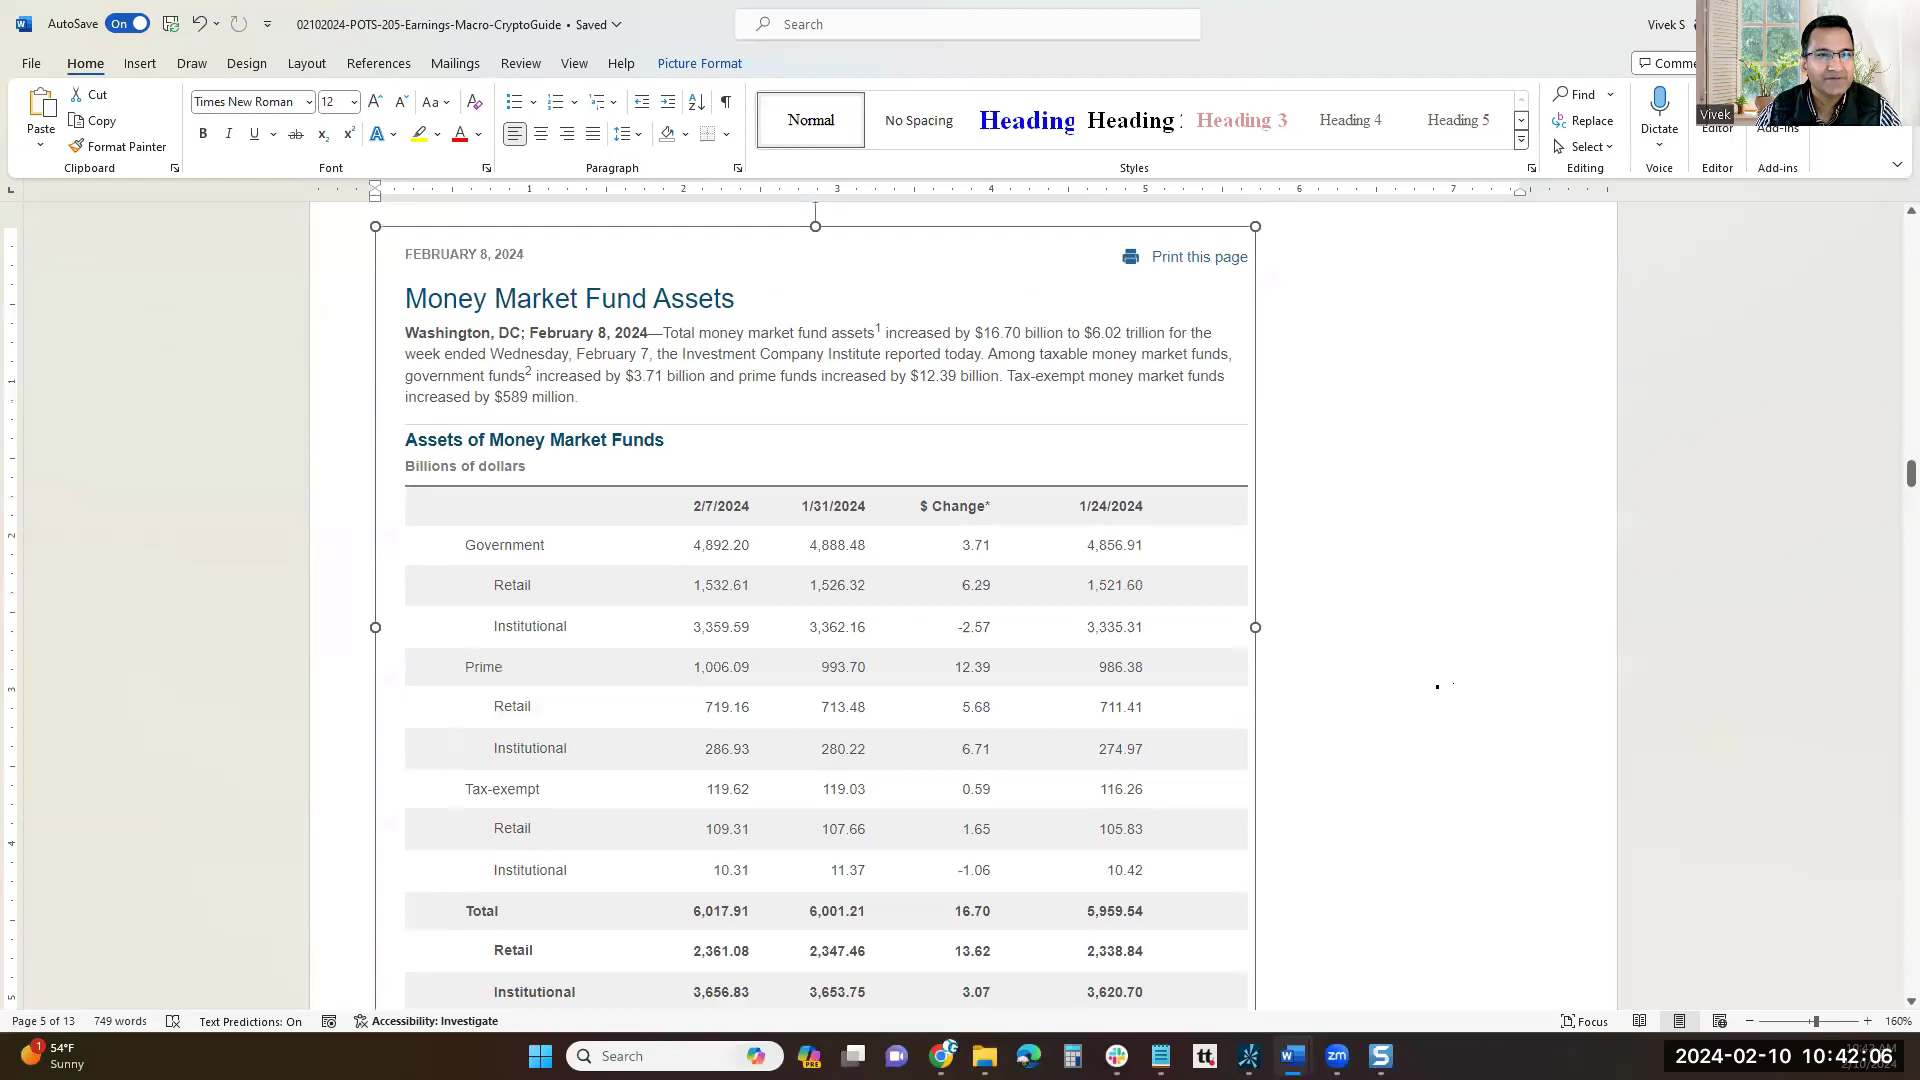 AutoSave On 02102024-POTS-205-Earnings-Macro-CryptoGuide • Saved Search Vivek S
File Home Insert Draw Design Layout References Mailings Review View Help Picture Format Comme
Paste Cut Copy Format Painter Clipboard
Times New Roman 12 Font
Paragraph
Normal No Spacing Heading Heading 2 Heading 3 Heading 4 Heading 5 Styles
Find Replace Select Editing
Dictate Voice
Editor Editor
Add-ins Add-ins
Vivek
FEBRUARY 8, 2024 Print this page
Money Market Fund Assets
Washington, DC; February 8, 2024—Total money market fund assets1 increased by $16.70 billion to $6.02 trillion for the
week ended Wednesday, February 7, the Investment Company Institute reported today. Among taxable money market funds,
government funds2 increased by $3.71 billion and prime funds increased by $12.39 billion. Tax-exempt money market funds
increased by $589 million.
Assets of Money Market Funds
Billions of dollars
2/7/2024 1/31/2024 $ Change* 1/24/2024
Government 4,892.20 4,888.48 3.71 4,856.91
Retail 1,532.61 1,526.32 6.29 1,521.60
Institutional 3,359.59 3,362.16 -2.57 3,335.31
Prime 1,006.09 993.70 12.39 986.38
Retail 719.16 713.48 5.68 711.41
Institutional 286.93 280.22 6.71 274.97
Tax-exempt 119.62 119.03 0.59 116.26
Retail 109.31 107.66 1.65 105.83
Institutional 10.31 11.37 -1.06 10.42
Total 6,017.91 6,001.21 16.70 5,959.54
Retail 2,361.08 2,347.46 13.62 2,338.84
Institutional 3,656.83 3,653.75 3.07 3,620.70
Page 5 of 13 749 words Text Predictions: On Accessibility: Investigate Focus 160%
54°F
Sunny
Search
2024-02-10 10:42:06